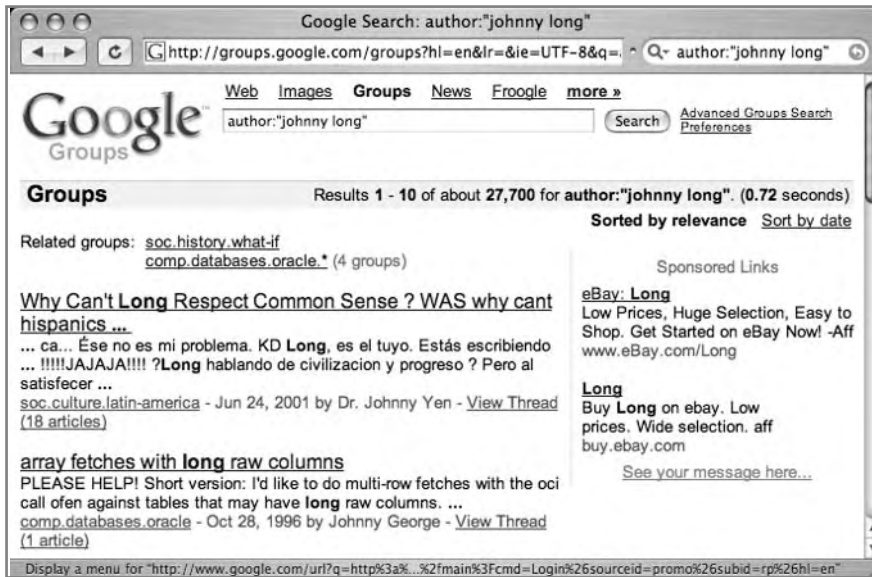 Google Search: author:"johnny long"
http://groups.google.com/groups?hl=en&lr=&ie=UTF-8&q=.
author:"johnny long"
Web Images Groups News Froogle more »
Google™
Groups
author:"johnny long"
Search
Advanced Groups Search
Preferences
Groups
Results 1 - 10 of about 27,700 for author:"johnny long". (0.72 seconds)
Sorted by relevance Sort by date
Related groups: soc.history.what-if
comp.databases.oracle.* (4 groups)
Why Can't Long Respect Common Sense ? WAS why cant
hispanics ...
... ca... Ése no es mi problema. KD Long, es el tuyo. Estás escribiendo
... !!!!!JAJAJA!!!! ?Long hablando de civilizacion y progreso ? Pero al
satisfecer ...
soc.culture.latin-america - Jun 24, 2001 by Dr. Johnny Yen - View Thread
(18 articles)
array fetches with long raw columns
PLEASE HELP! Short version: I'd like to do multi-row fetches with the oci
call ofen against tables that may have long raw columns. ...
comp.databases.oracle - Oct 28, 1996 by Johnny George - View Thread
(1 article)
Sponsored Links
eBay: Long
Low Prices, Huge Selection, Easy to
Shop. Get Started on eBay Now! -Aff
www.eBay.com/Long
Long
Buy Long on ebay. Low
prices. Wide selection. aff
buy.ebay.com
See your message here...
Display a menu for "http://www.google.com/url?q=http%3a%...%2fmain%3Fcmd=Login%26sourceid=promo%26subid=rp%26hl=en"